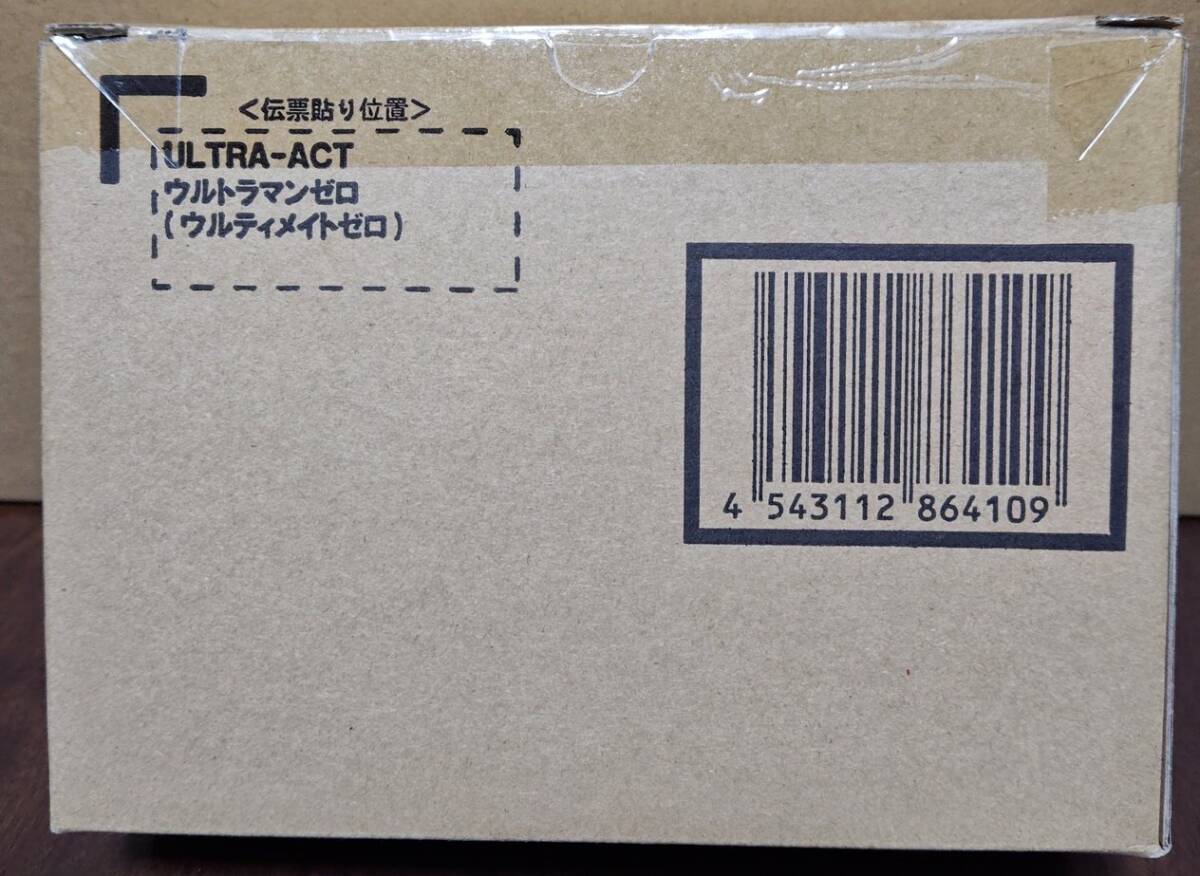 <伝票貼り位置>
ULTRA-ACT
ウルトラマンゼロ
(ウルティメイトゼロ)
4 543112 864109